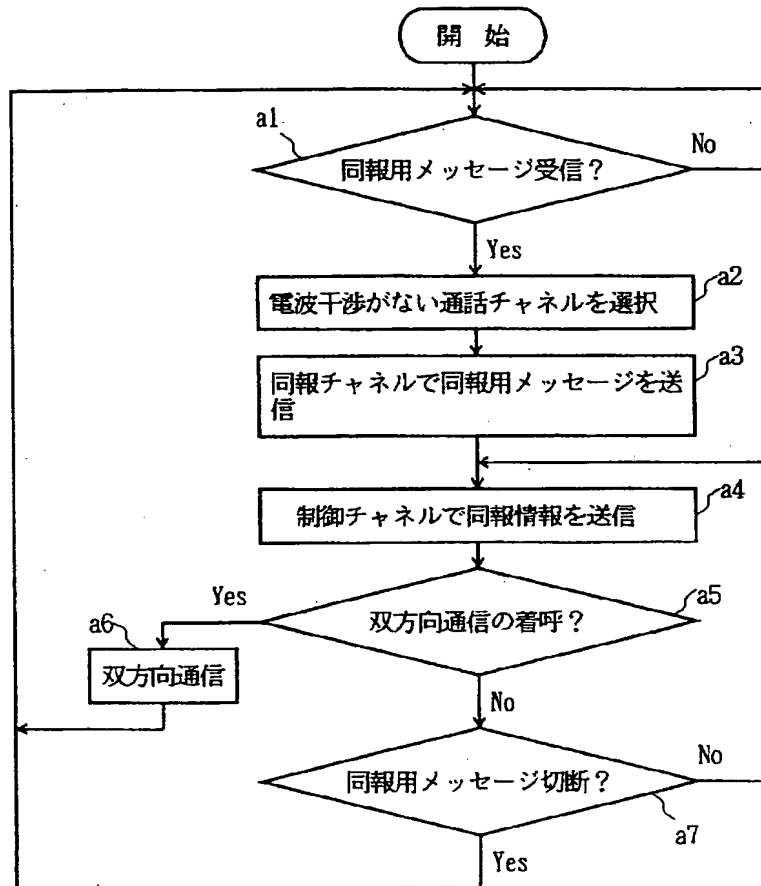 開 始
a1
同報用メッセージ受信？
No
Yes
a2
電波干渉がない通話チャネルを選択
a3
同報チャネルで同報用メッセージを送
信
a4
制御チャネルで同報情報を送信
a5
双方向通信の着呼？
Yes
a6
双方向通信
No
同報用メッセージ切断？
No
a7
Yes